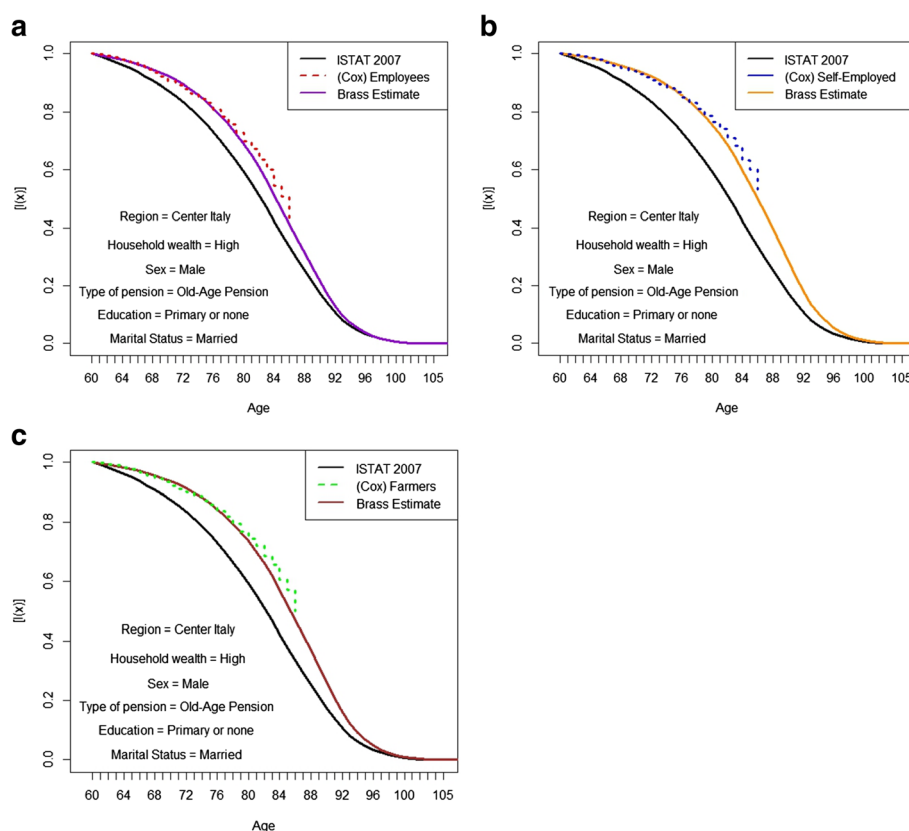 a
ISTAT 2007
(Cox) Employees
Brass Estimate
[l(x)]
1.0
0.8
0.6
0.4
0.2
0.0
Region = Center Italy
Household wealth = High
Sex = Male
Type of pension = Old-Age Pension
Education = Primary or none
Marital Status = Married
60 64 68 72 76 80 84 88 92 96 100 105
Age
b
ISTAT 2007
(Cox) Self-Employed
Brass Estimate
[l(x)]
1.0
0.8
0.6
0.4
0.2
0.0
Region = Center Italy
Household wealth = High
Sex = Male
Type of pension = Old-Age Pension
Education = Primary or none
Marital Status = Married
60 64 68 72 76 80 84 88 92 96 100 105
Age
c
ISTAT 2007
(Cox) Farmers
Brass Estimate
[l(x)]
1.0
0.8
0.6
0.4
0.2
0.0
Region = Center Italy
Household wealth = High
Sex = Male
Type of pension = Old-Age Pension
Education = Primary or none
Marital Status = Married
60 64 68 72 76 80 84 88 92 96 100 105
Age